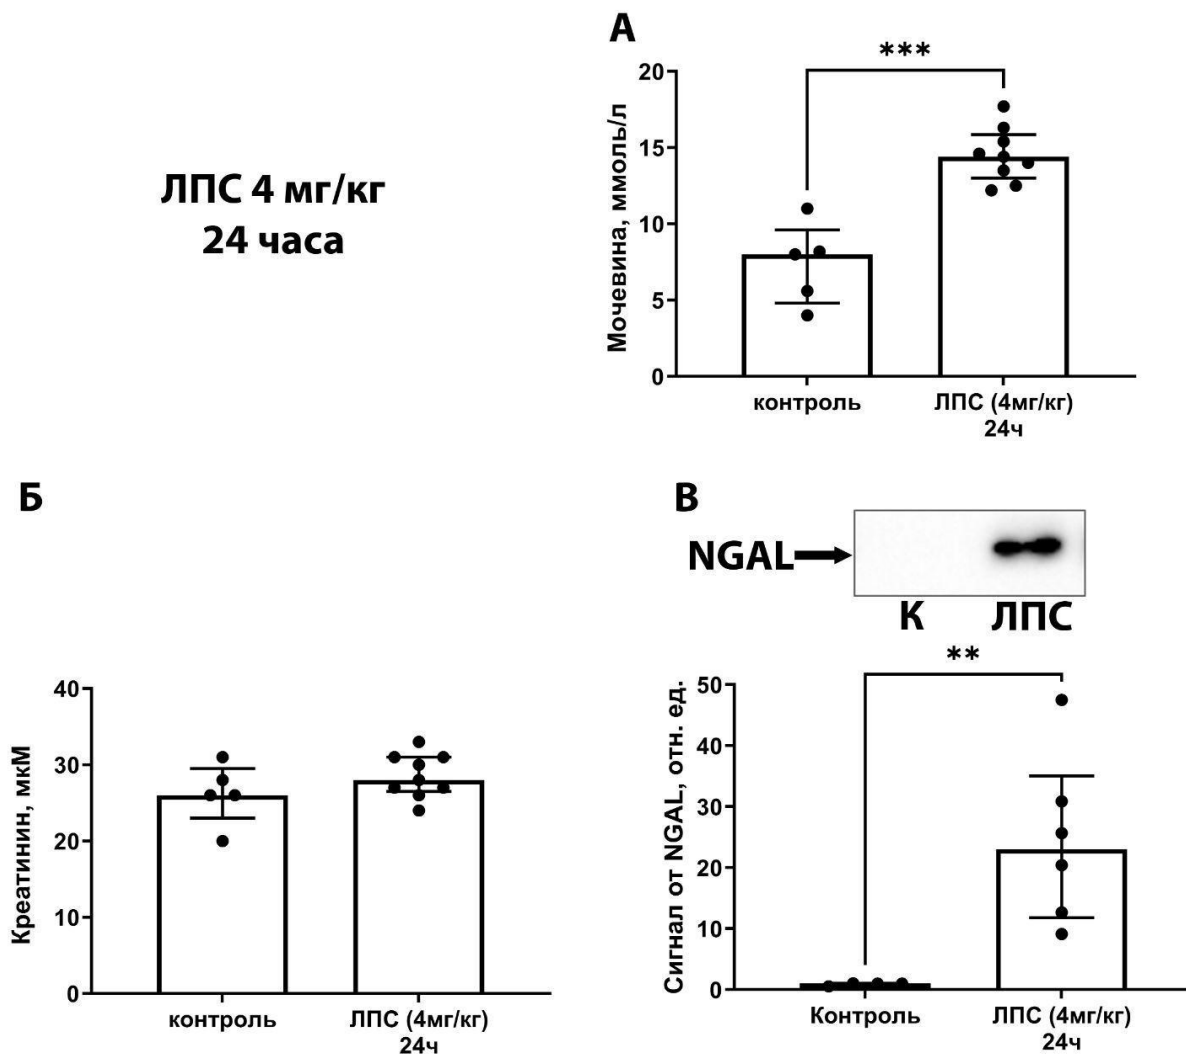 ЛПС 4 мг/кг
24 часа
А
***
Мочевина, ммоль/л
20
15
10
5
0
контроль
ЛПС (4мг/кг)
24ч
Б
Креатинин, мкМ
40
30
20
10
0
контроль
ЛПС (4мг/кг)
24ч
В
NGAL
К
ЛПС
**
Сигнал от NGAL, отн. ед.
50
40
30
20
10
0
Контроль
ЛПС (4мг/кг)
24ч